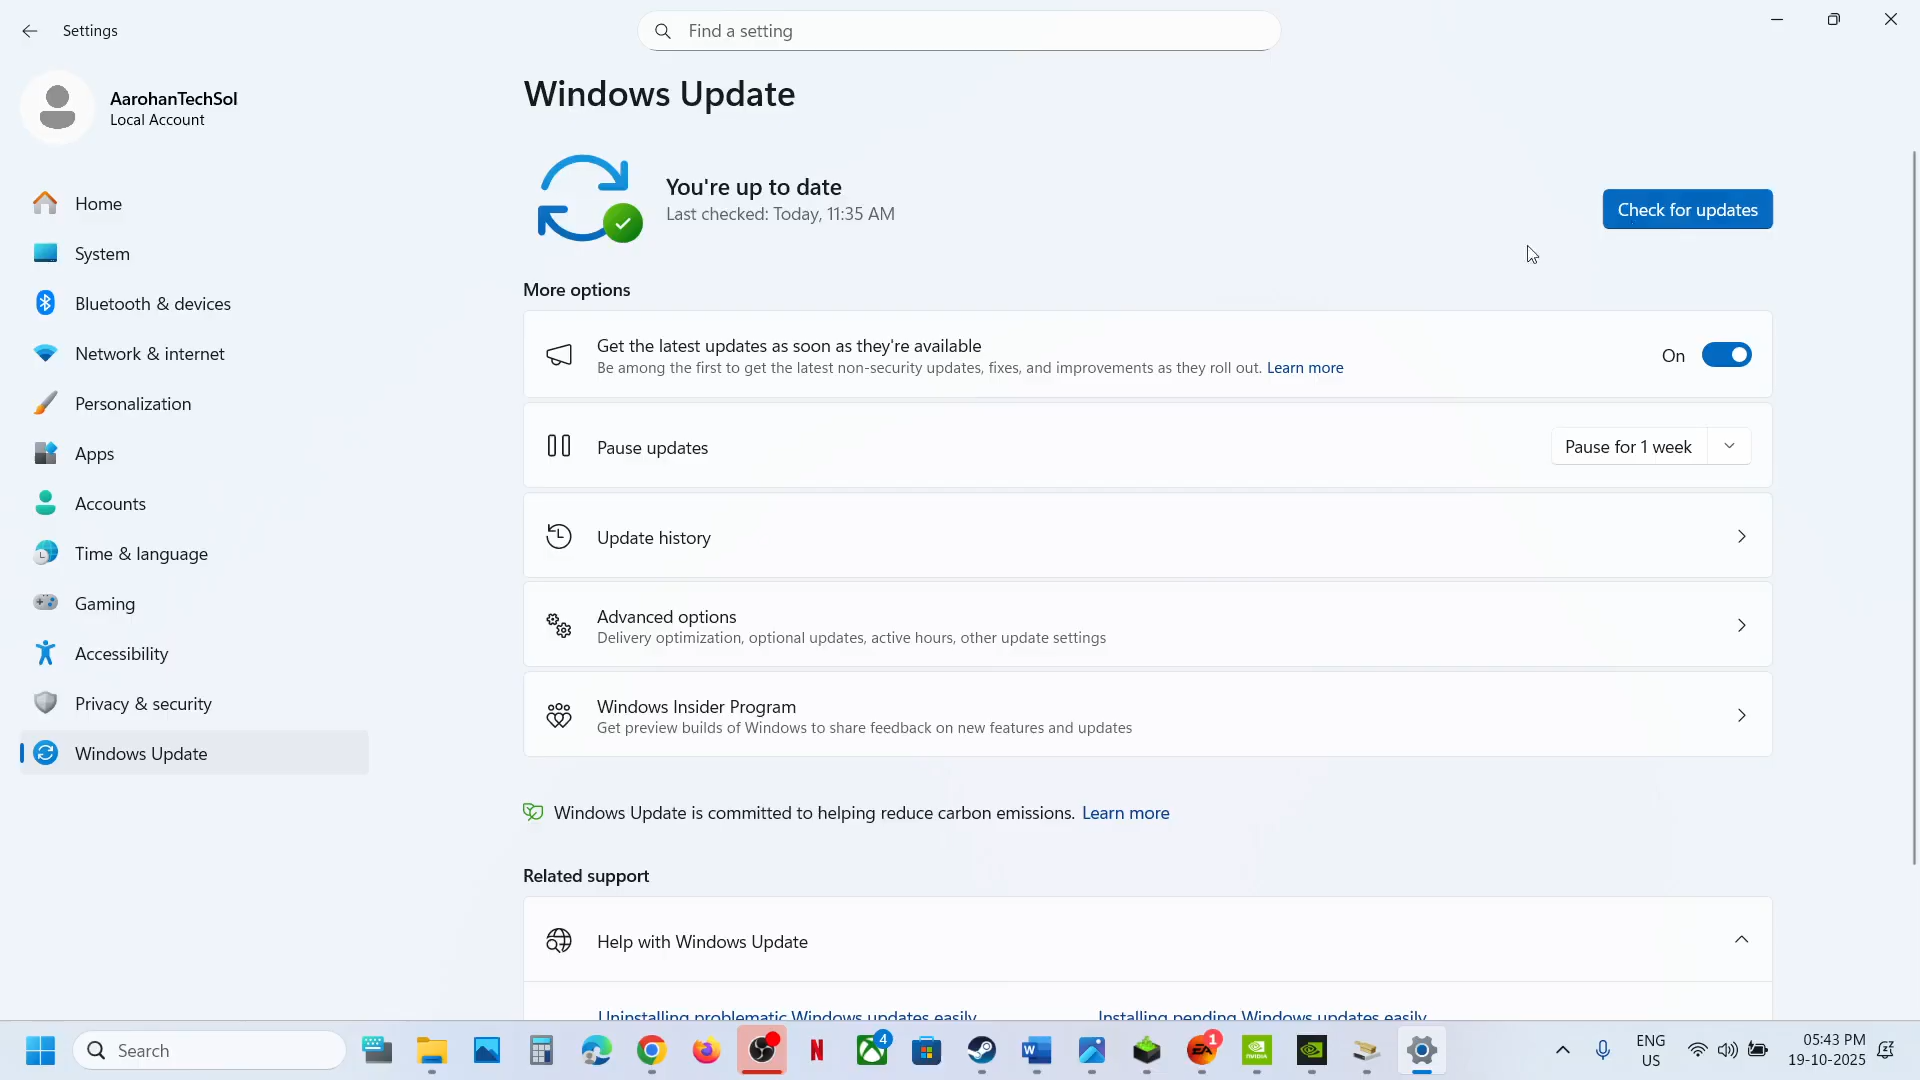 Settings
Find a setting
AarohanTechSol
Local Account
Home
System
Bluetooth & devices
Network & internet
Personalization
Apps
Accounts
Time & language
Gaming
Accessibility
Privacy & security
Windows Update
Windows Update
You're up to date
Last checked: Today, 11:35 AM
Check for updates
More options
Get the latest updates as soon as they're available
Be among the first to get the latest non-security updates, fixes, and improvements as they roll out. Learn more
On
Pause updates
Pause for 1 week
Update history
Advanced options
Delivery optimization, optional updates, active hours, other update settings
Windows Insider Program
Get preview builds of Windows to share feedback on new features and updates
Windows Update is committed to helping reduce carbon emissions. Learn more
Related support
Help with Windows Update
Uninstalling problematic Windows updates easily
Installing pending Windows updates easily
Search
N
4
W
EA
1
NVIDIA
ENG
US
05:43 PM
19-10-2025